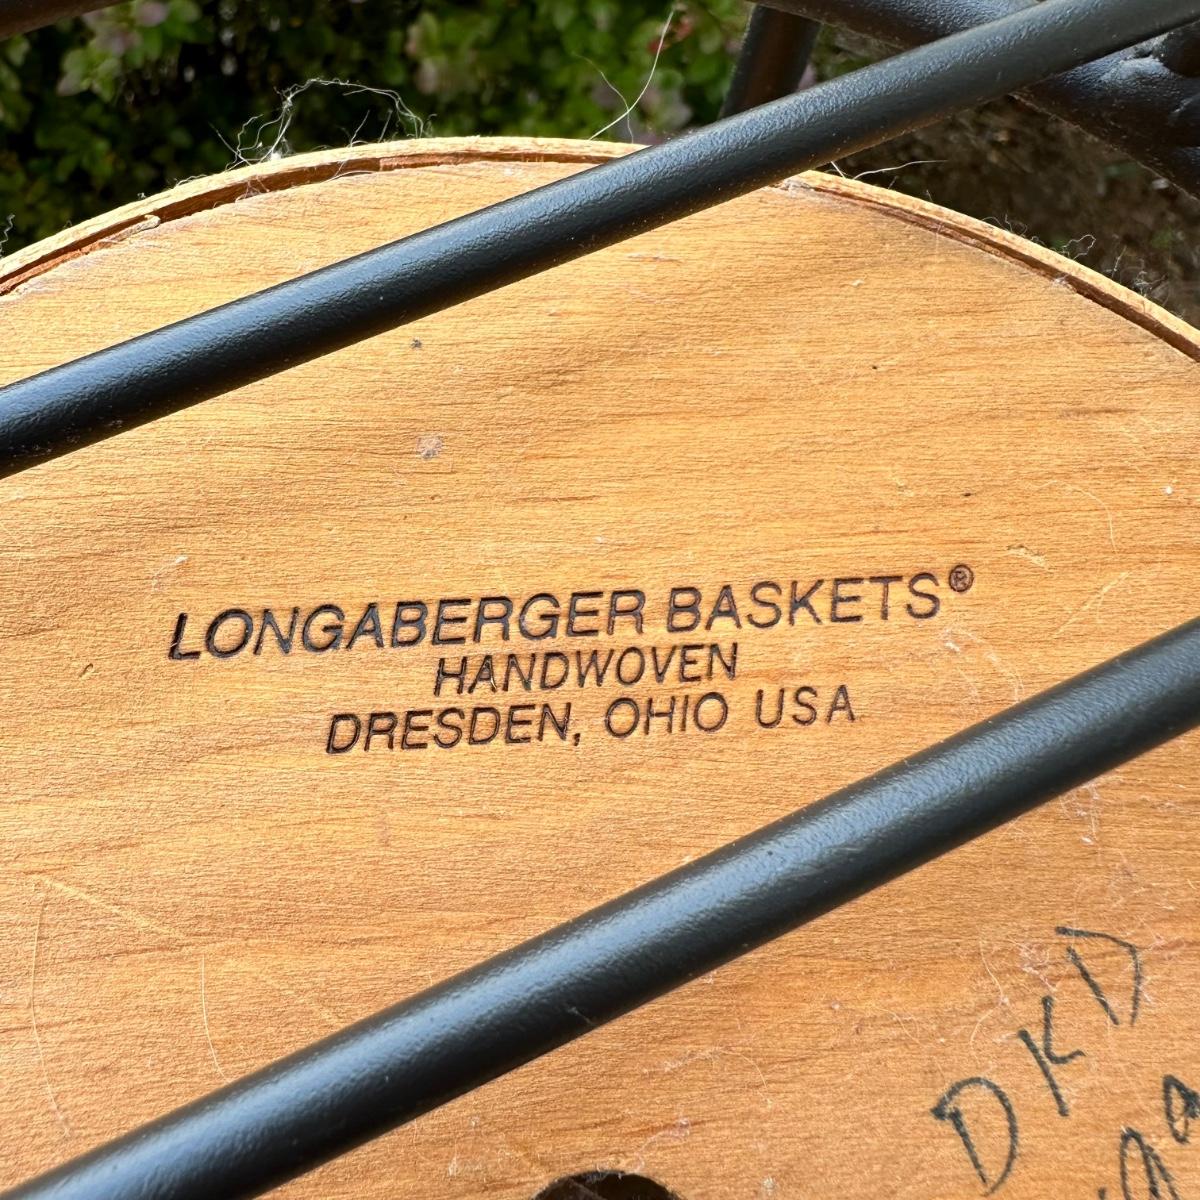 LONGABERGER BASKETS®
HANDWOVEN
DRESDEN, OHIO USA
DKD